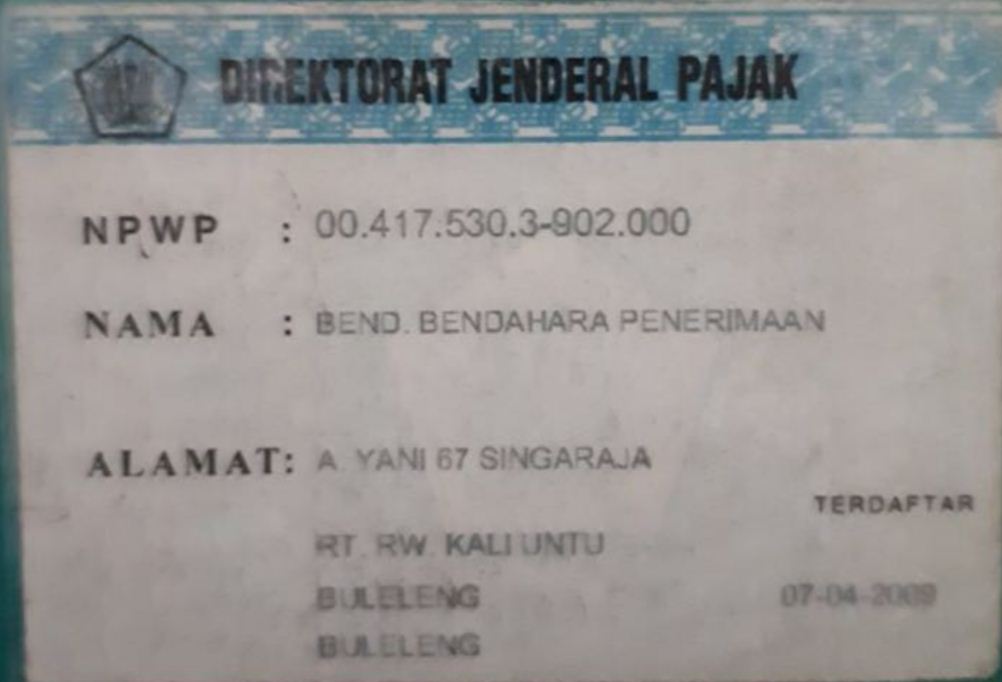 DIREKTORAT JENDERAL PAJAK
NPWP : 00.417.530.3-902.000
NAMA : BEND. BENDAHARA PENERIMAAN
ALAMAT: A. YANI 67 SINGARAJA
TERDAFTAR
RT. RW. KALI UNTU
BULELENG 07-04-2009
BULELENG